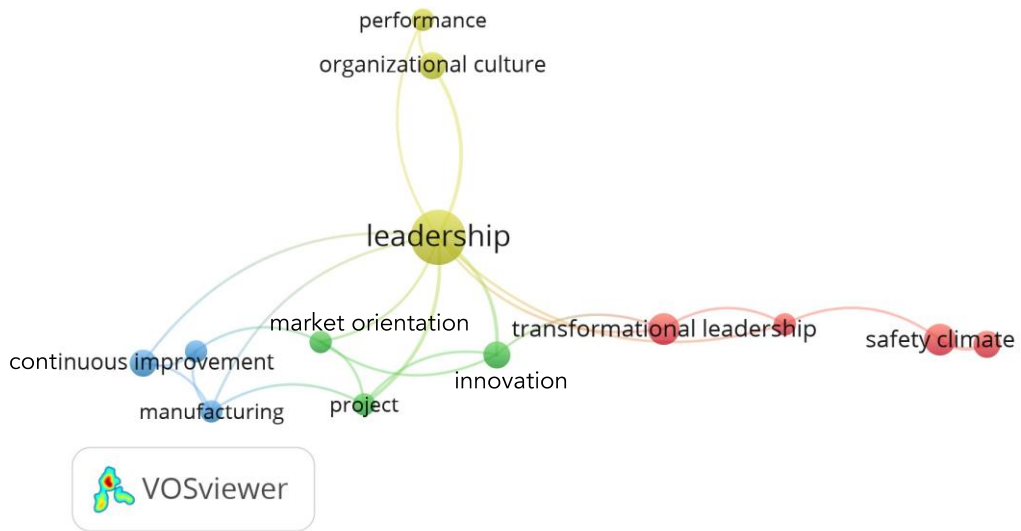 performance
organizational culture
leadership
market orientation
transformational leadership
safety climate
continuous improvement
innovation
manufacturing
project
VOSviewer